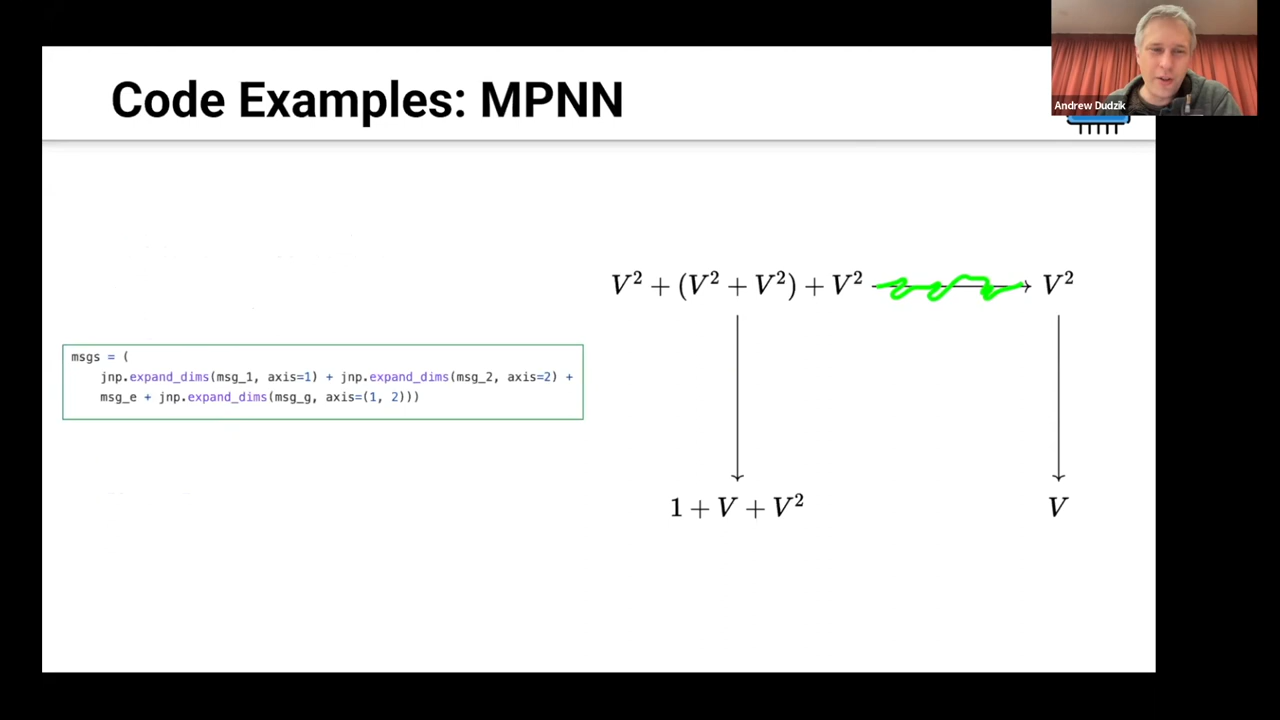 Code Examples: MPNN
Andrew Dudzik
V² + (V² + V²) + V² → V²
msgs = (
jnp.expand_dims(msg_1, axis=1) + jnp.expand_dims(msg_2, axis=2) +
msg_e + jnp.expand_dims(msg_g, axis=(1, 2)))
1 + V + V²
V